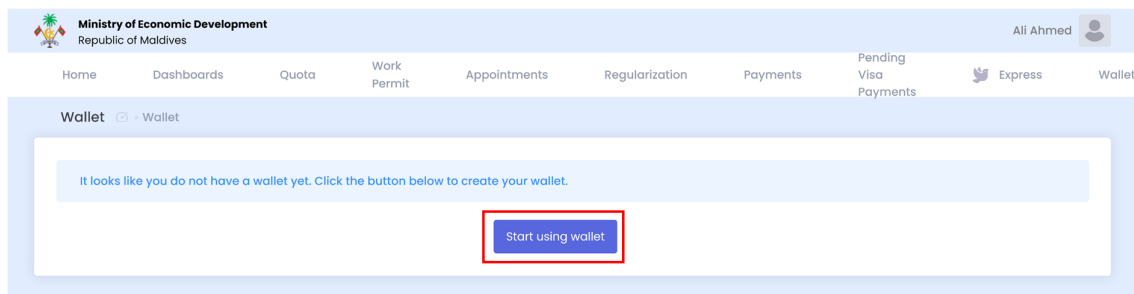 Ministry of Economic Development
Republic of Maldives
Ali Ahmed
Home
Dashboards
Quota
Work
Permit
Appointments
Regularization
Payments
Pending
Visa
Payments
Express
Wallet
Wallet
Wallet
It looks like you do not have a wallet yet. Click the button below to create your wallet.
Start using wallet